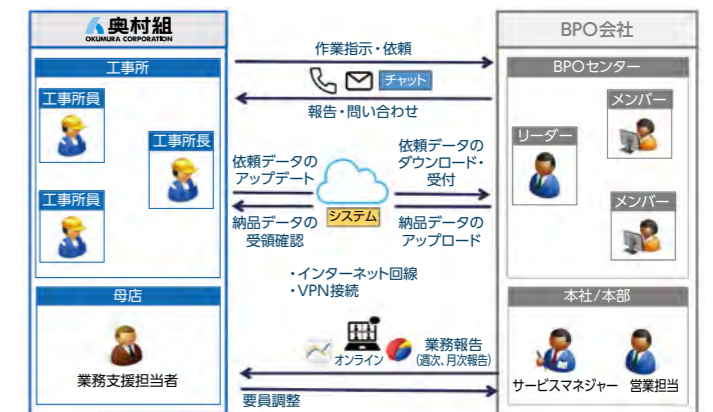 奥村組
OKUMURA CORPORATION
工事所
工事所員
工事所長
工事所員
母店
業務支援担当者
作業指示・依頼
チャット
報告・問い合わせ
依頼データの
アップデート
依頼データの
ダウンロード・
受付
システム
納品データの
受領確認
納品データの
アップロード
・インターネット回線
・VPN接続
オンライン
業務報告
(週次、月次報告)
要員調整
BPO会社
BPOセンター
メンバー
リーダー
メンバー
本社/本部
サービスマネジャー
営業担当